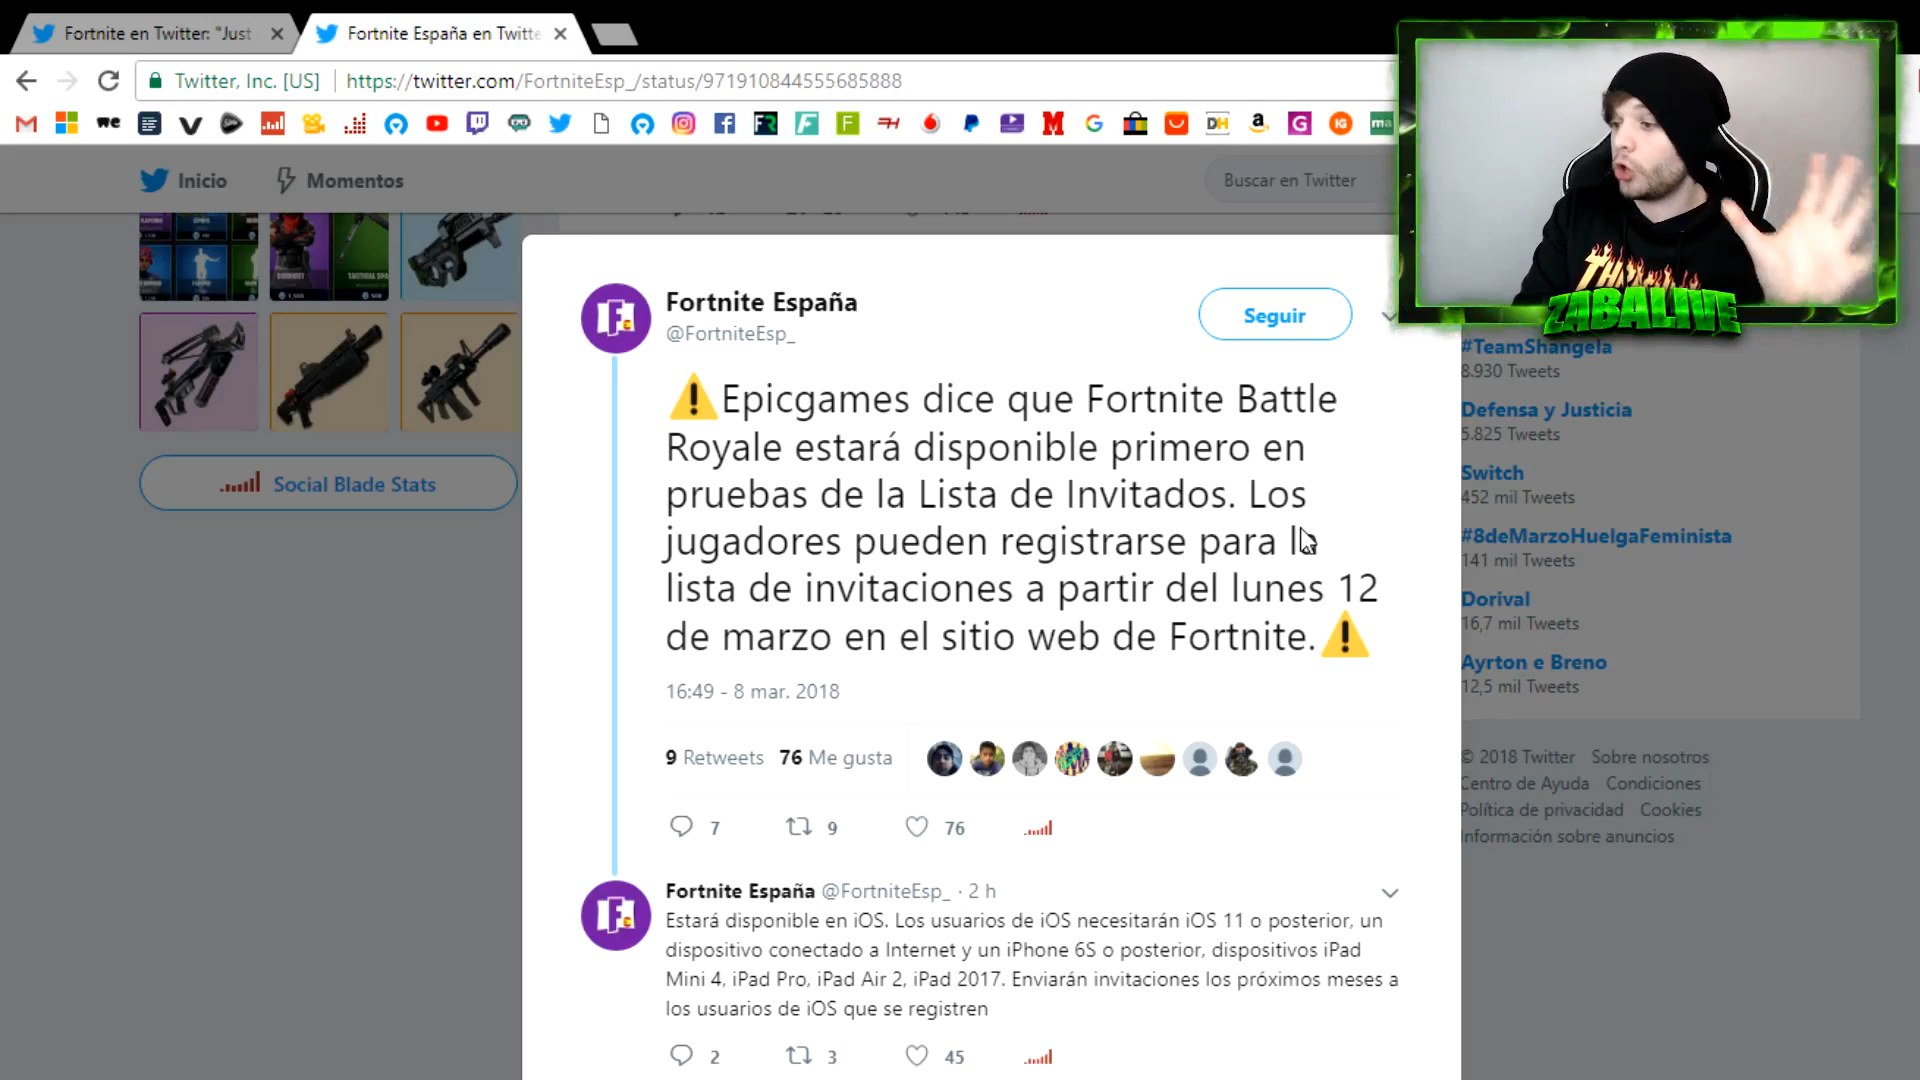 Fortnite en Twitter: "Just
Fortnite España en Twitte
Twitter, Inc. [US]
https://twitter.com/FortniteEsp_/status/971910844555685888
Inicio
Momentos
Buscar en Twitter
Social Blade Stats
Fortnite España
@FortniteEsp_
Seguir
⚠Epicgames dice que Fortnite Battle
Royale estará disponible primero en
pruebas de la Lista de Invitados. Los
jugadores pueden registrarse para la
lista de invitaciones a partir del lunes 12
de marzo en el sitio web de Fortnite.⚠
16:49 - 8 mar. 2018
9 Retweets 76 Me gusta
7 9 76
Fortnite España @FortniteEsp_ · 2 h
Estará disponible en iOS. Los usuarios de iOS necesitarán iOS 11 o posterior, un
dispositivo conectado a Internet y un iPhone 6S o posterior, dispositivos iPad
Mini 4, iPad Pro, iPad Air 2, iPad 2017. Enviarán invitaciones los próximos meses a
los usuarios de iOS que se registren
2 3 45
ZABALIVE
#TeamShangela
8.930 Tweets
Defensa y Justicia
5.825 Tweets
Switch
452 mil Tweets
#8deMarzoHuelgaFeminista
141 mil Tweets
Dorival
16,7 mil Tweets
Ayrton e Breno
12,5 mil Tweets
© 2018 Twitter Sobre nosotros
Centro de Ayuda Condiciones
Política de privacidad Cookies
Información sobre anuncios